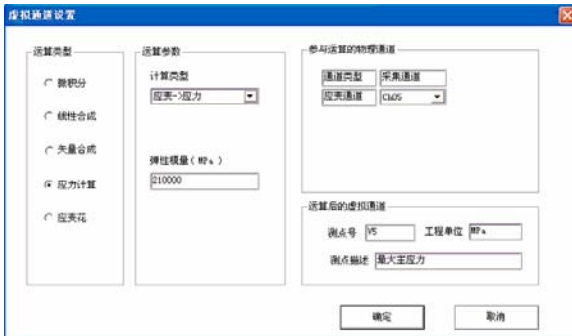 虚拟通道设置
运算类型
微积分
线性合成
矢量合成
应力计算
应变花
运算参数
计算类型
应变->应力
弹性模量(MPa)
210000
参与运算的物理通道
通道类型 采集通道
应变通道 Ch05
运算后的虚拟通道
测点号 V5 工程单位 MPa
测点描述 最大主应力
确定 取消